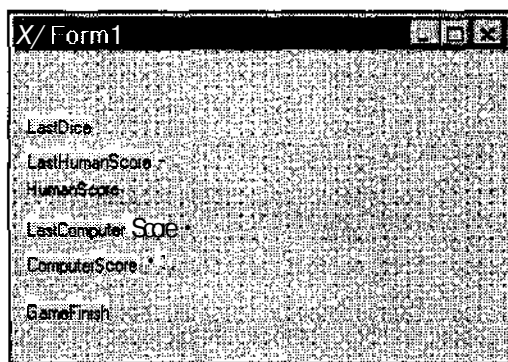 X/ Form1
LastDice
LastHumanScore
HumanScore
LastComputer Score
ComputerScore
GameFinish